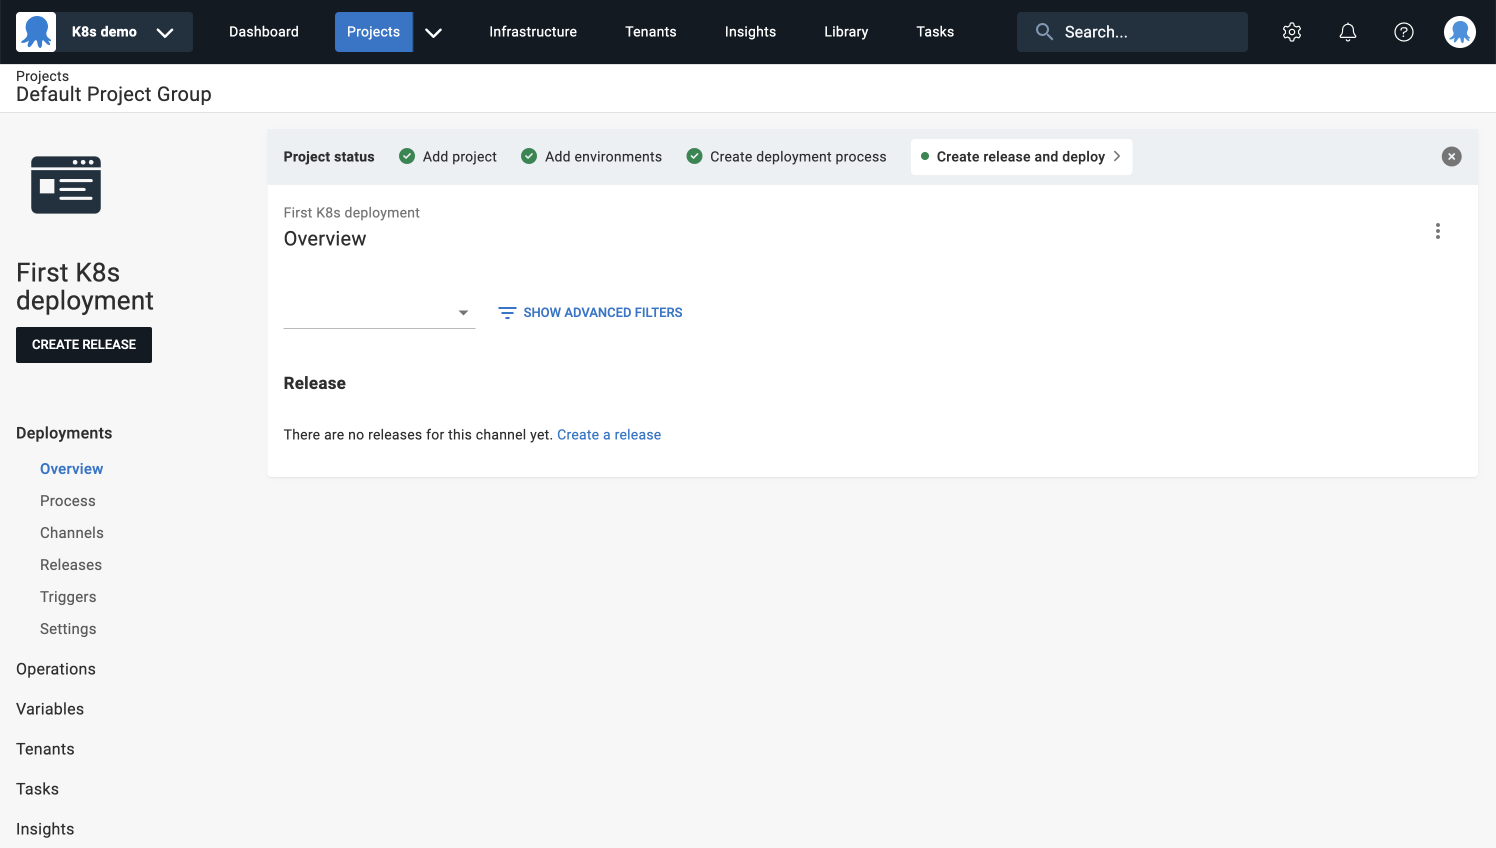 K8s demo
Dashboard
Projects
Infrastructure
Tenants
Insights
Library
Tasks
Search...
Projects
Default Project Group
First K8s
deployment
CREATE RELEASE
Deployments
Overview
Process
Channels
Releases
Triggers
Settings
Operations
Variables
Tenants
Tasks
Insights
Project status
Add project
Add environments
Create deployment process
Create release and deploy
First K8s deployment
Overview
SHOW ADVANCED FILTERS
Release
There are no releases for this channel yet. Create a release